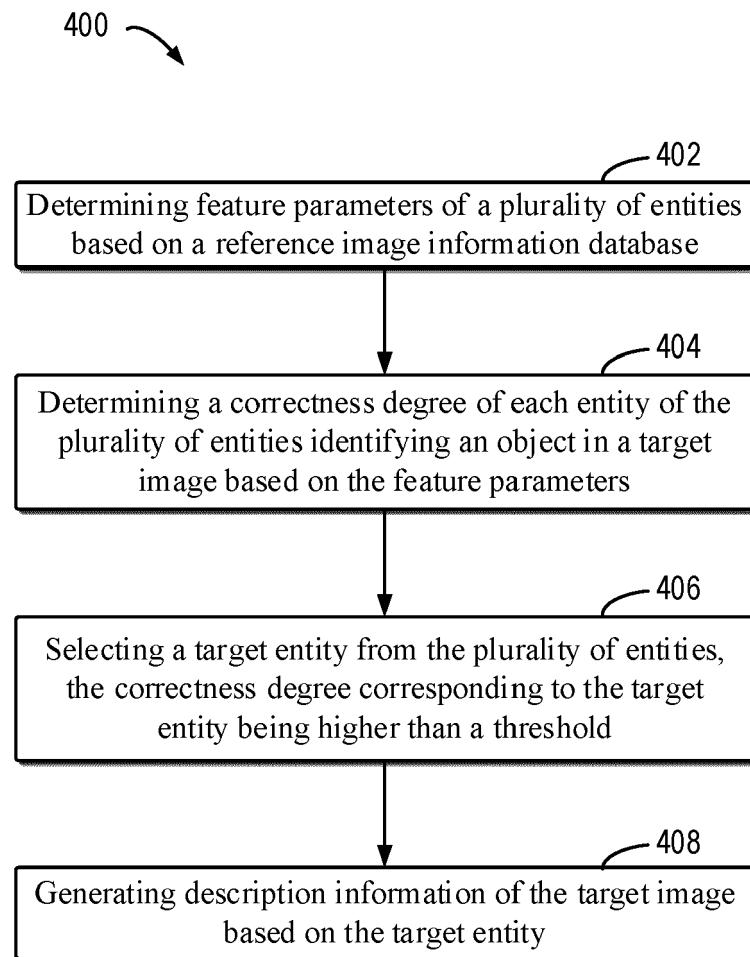 400
402
Determining feature parameters of a plurality of entities
based on a reference image information database
404
Determining a correctness degree of each entity of the
plurality of entities identifying an object in a target
image based on the feature parameters
406
Selecting a target entity from the plurality of entities,
the correctness degree corresponding to the target
entity being higher than a threshold
408
Generating description information of the target image
based on the target entity